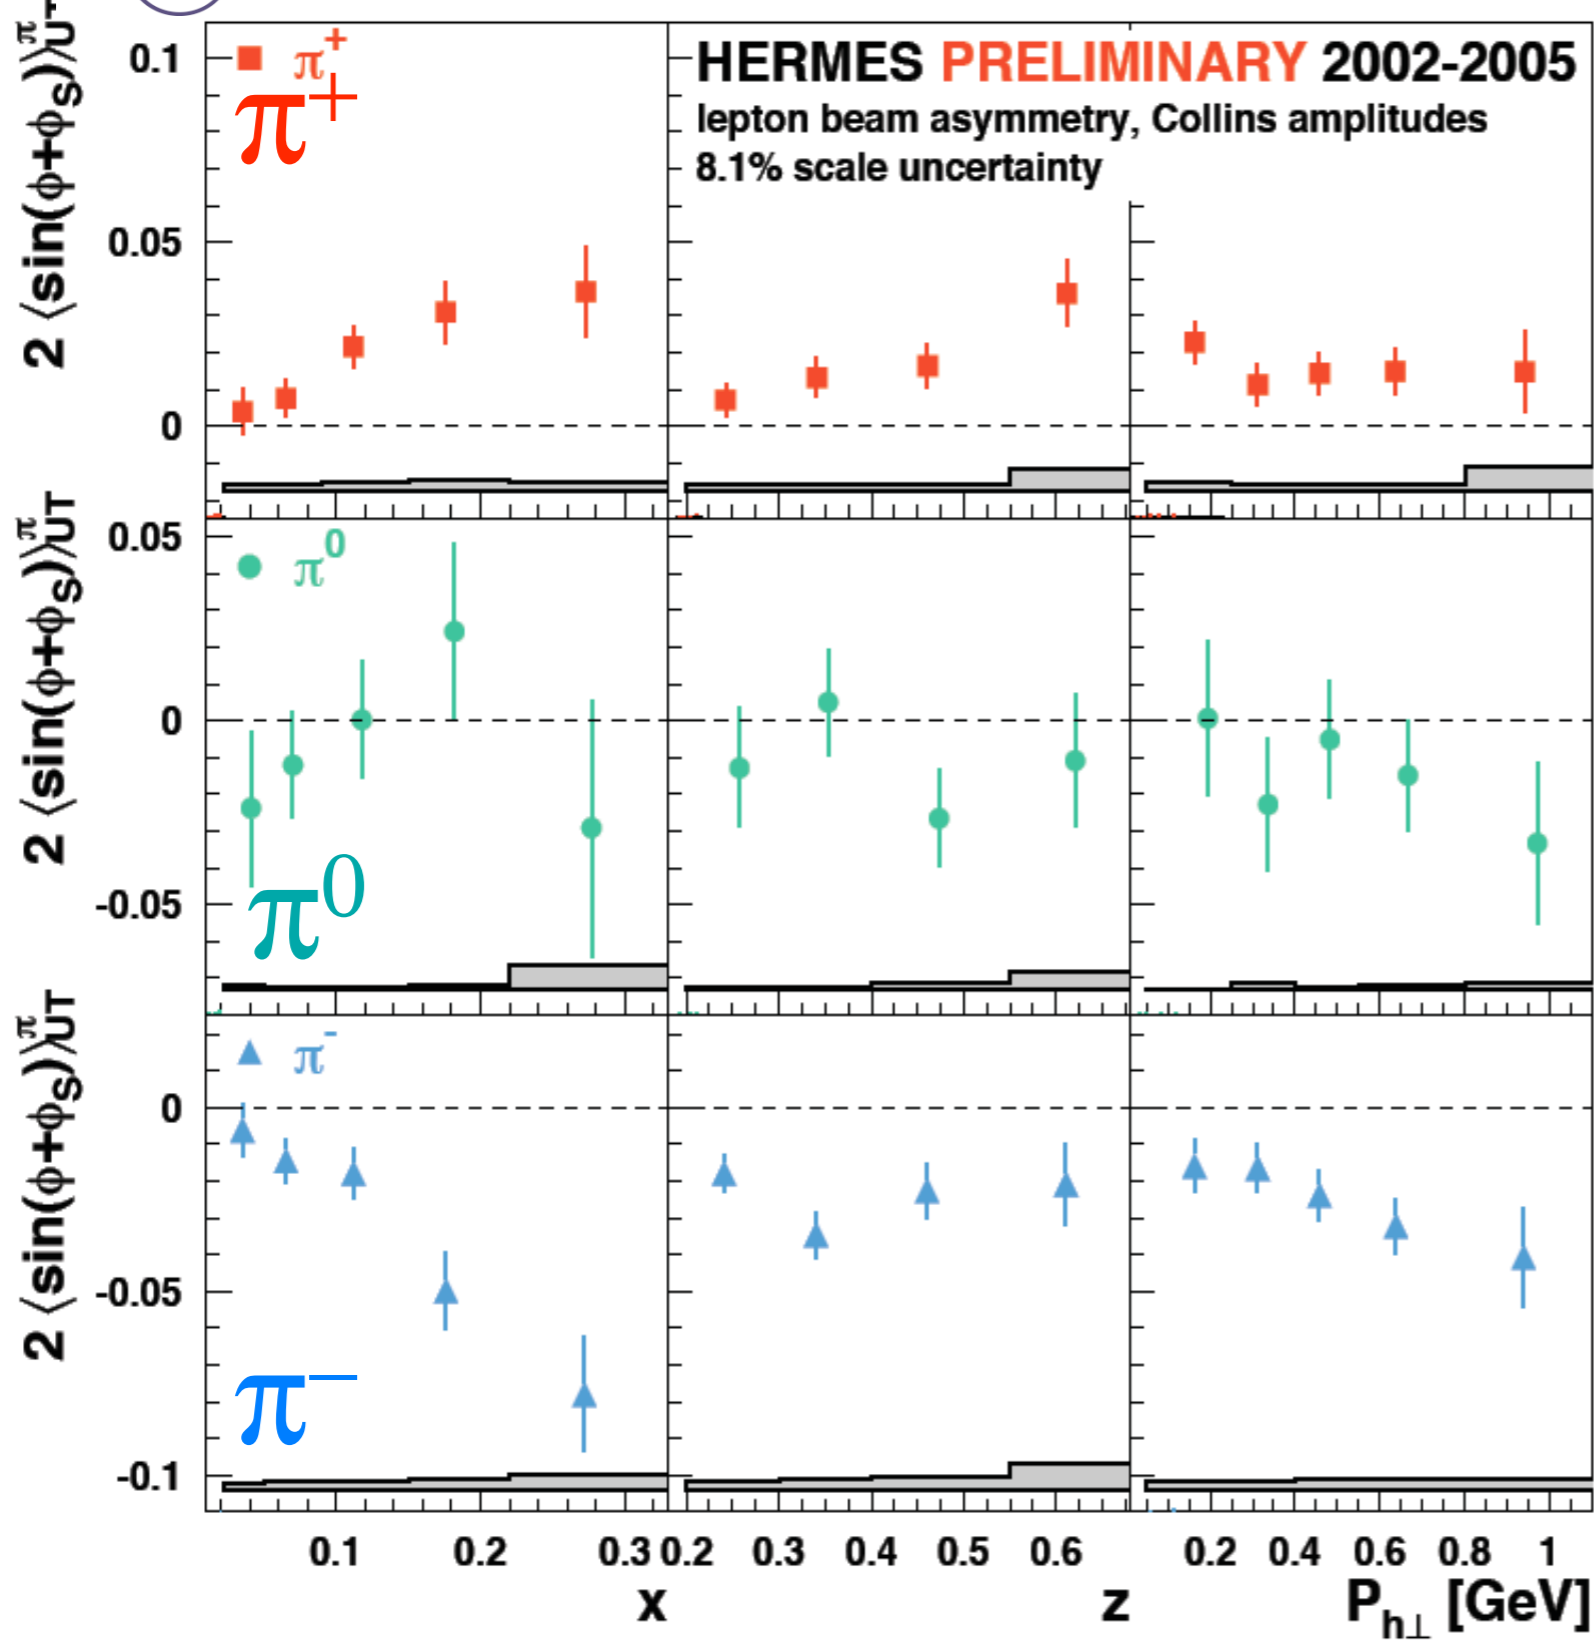 2 ⟨sin(φ+φS)⟩πU
0.1
π+
π+
HERMES PRELIMINARY 2002-2005
lepton beam asymmetry, Collins amplitudes
8.1% scale uncertainty
0.05
0
2 ⟨sin(φ+φS)⟩πUT
0.05
π0
0
-0.05
π0
2 ⟨sin(φ+φS)⟩πUT
π-
0
-0.05
π−
-0.1
0.1 0.2 0.3 0.2 0.3 0.4 0.5 0.6 0.2 0.4 0.6 0.8 1
x z Ph⊥ [GeV]